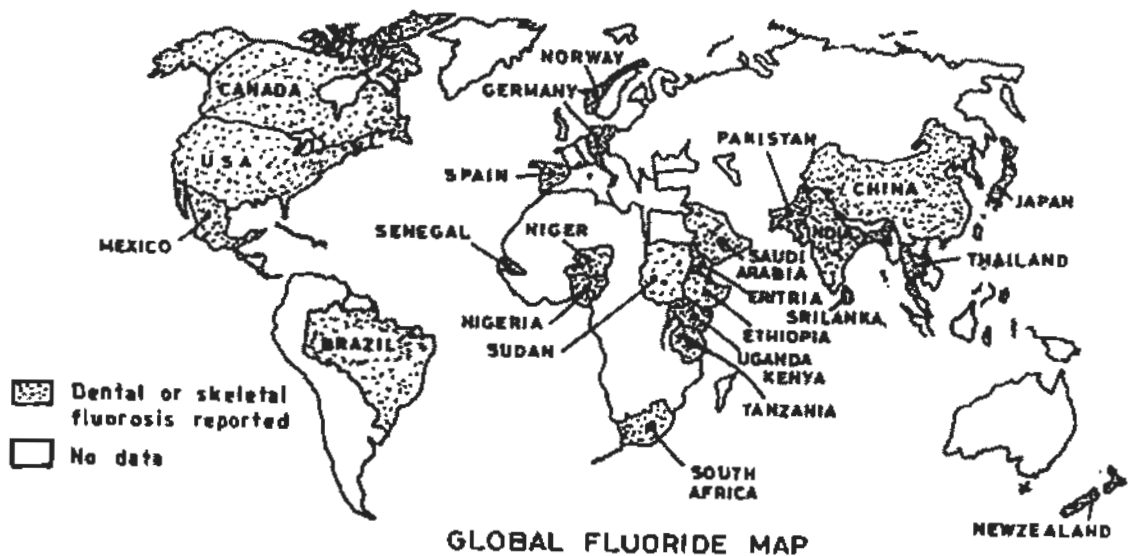 NORWAY
GERMANY
CANADA
PAKISTAN
USA
SPAIN
CHINA
JAPAN
MEXICO
SENEGAL
NIGER
INDIA
SAUDI
ARABIA
THAILAND
ERITRIA
SRILANKA
NIGERIA
SUDAN
ETHIOPIA
BRAZIL
UGANDA
KENYA
TANZANIA
Dental or skeletal
fluorosis reported
No data
SOUTH
AFRICA
NEWZEALAND
GLOBAL FLUORIDE MAP